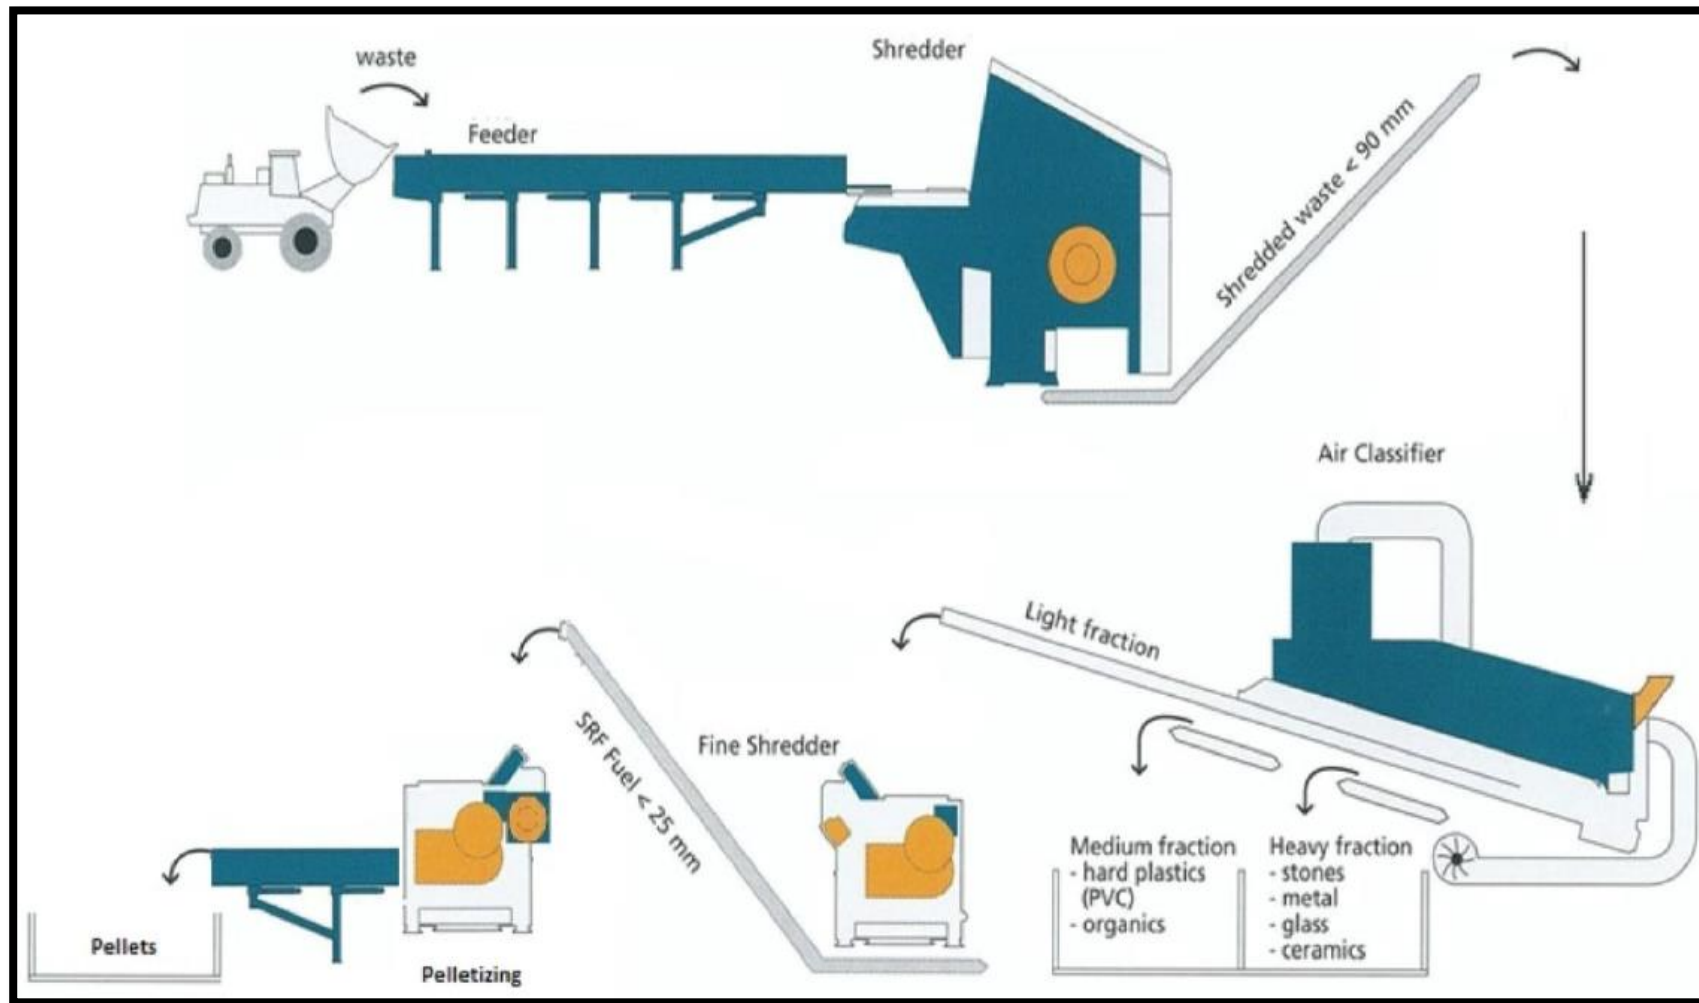 waste
Feeder
Shredder
Shredded waste < 90 mm
Air Classifier
Light fraction
Medium fraction
- hard plastics
(PVC)
- organics
Heavy fraction
- stones
- metal
- glass
- ceramics
Fine Shredder
SRF Fuel < 25 mm
Pelletizing
Pellets